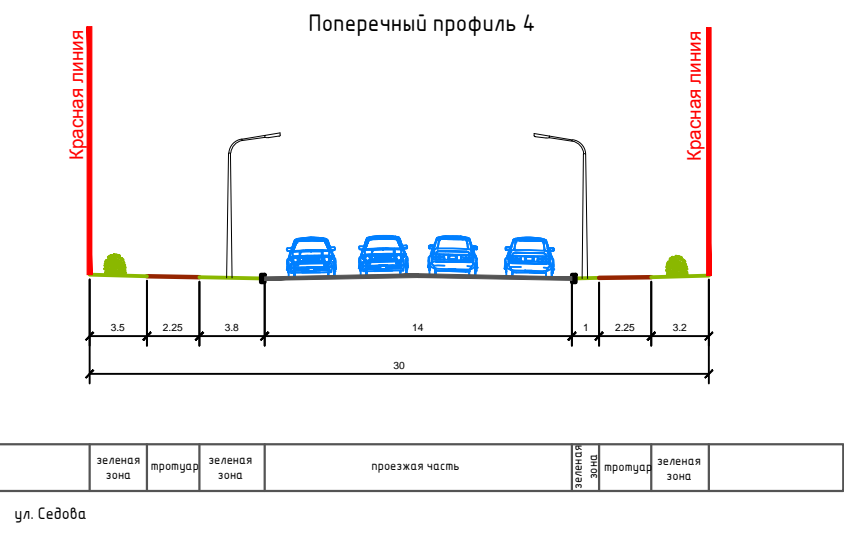 Поперечный профиль 4
Красная линия
Красная линия
3.5 2.25 3.8 14 1 2.25 3.2
30
зеленая
зона
тротуар
зеленая
зона
проезжая часть
зеленая
зона
тротуар
зеленая
зона
ул. Седова